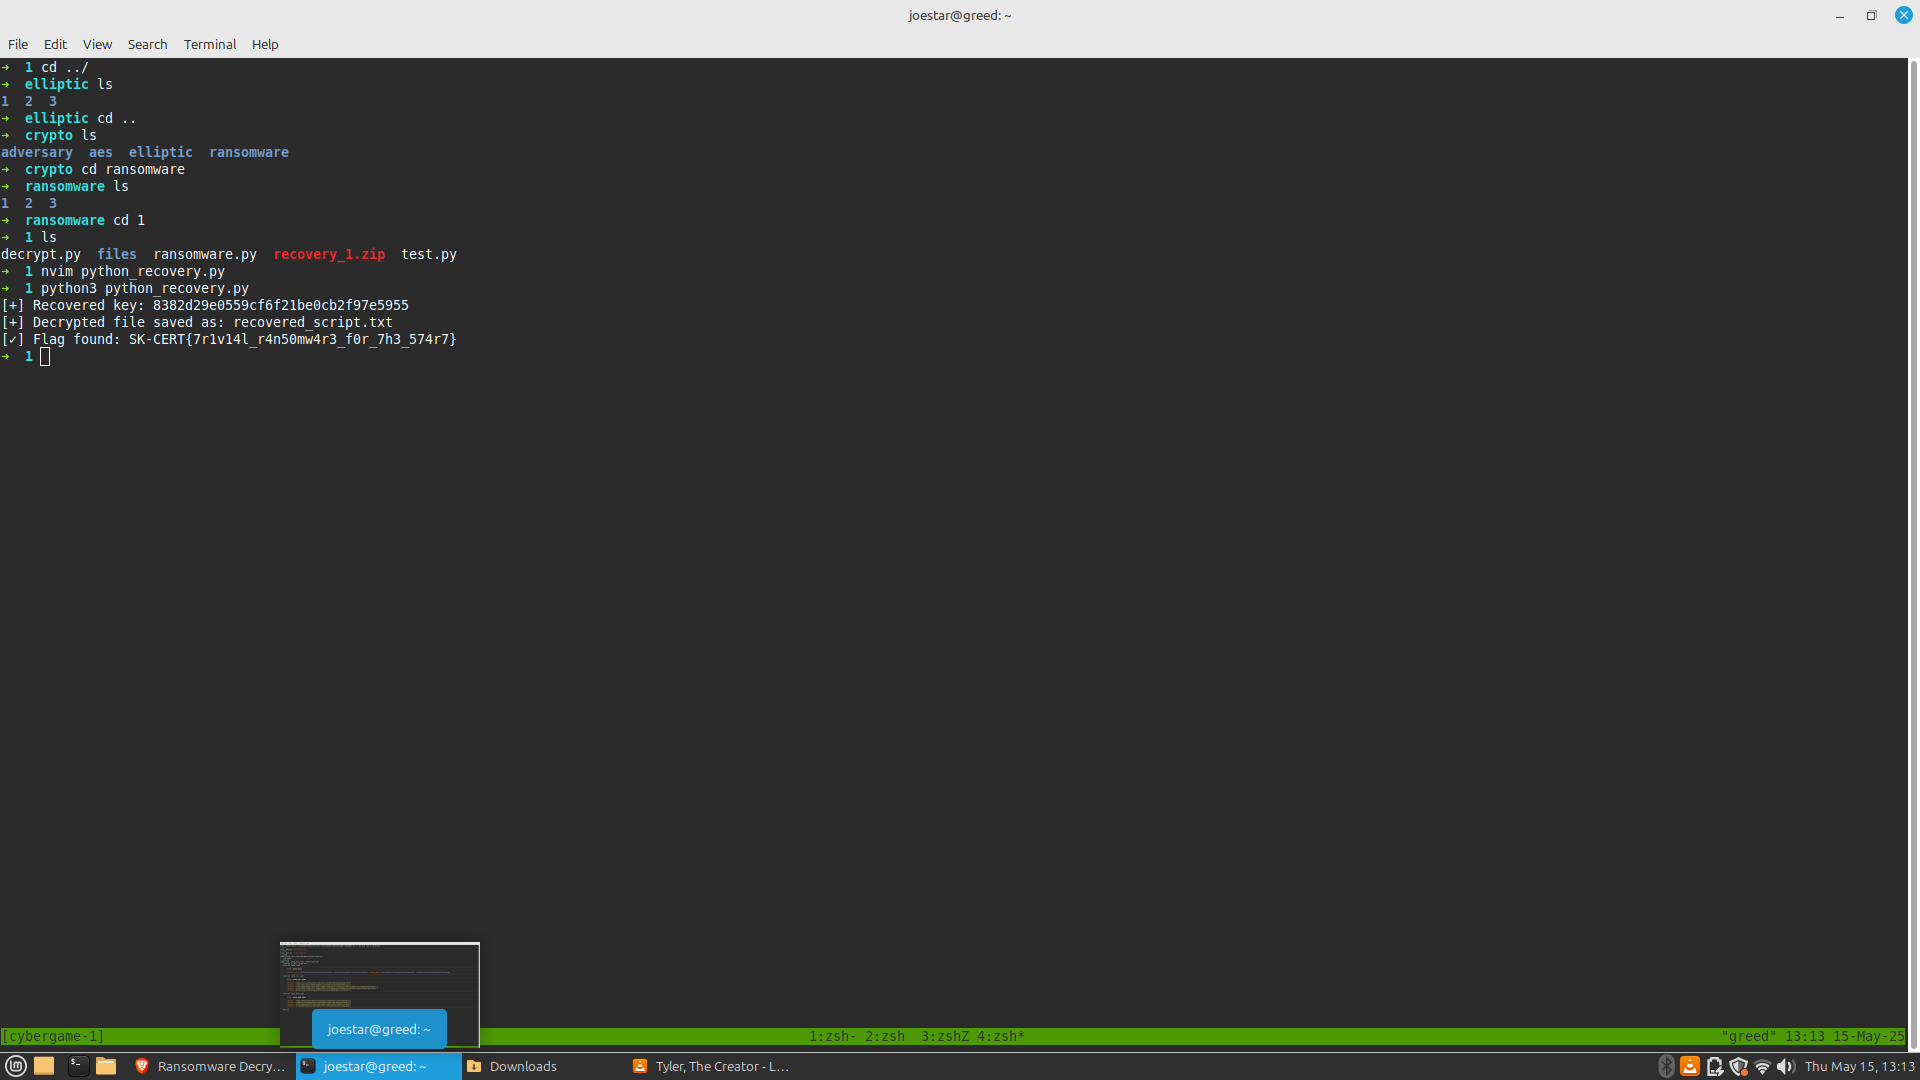 joestar@greed: ~
File Edit View Search Terminal Help
➜ 1 cd ../
➜ elliptic ls
1 2 3
➜ elliptic cd ..
➜ crypto ls
adversary aes elliptic ransomware
➜ crypto cd ransomware
➜ ransomware ls
1 2 3
➜ ransomware cd 1
➜ 1 ls
decrypt.py files ransomware.py recovery_1.zip test.py
➜ 1 nvim python_recovery.py
➜ 1 python3 python_recovery.py
[+] Recovered key: 8382d29e0559cf6f21be0cb2f97e5955
[+] Decrypted file saved as: recovered_script.txt
[✓] Flag found: SK-CERT{7r1v14l_r4n50mw4r3_f0r_7h3_574r7}
➜ 1
joestar@greed: ~
[cybergame-1] 1:zsh- 2:zsh 3:zshZ 4:zsh* "greed" 13:13 15-May-25
Ransomware Decry... joestar@greed: ~ Downloads Tyler, The Creator - L... Thu May 15, 13:13